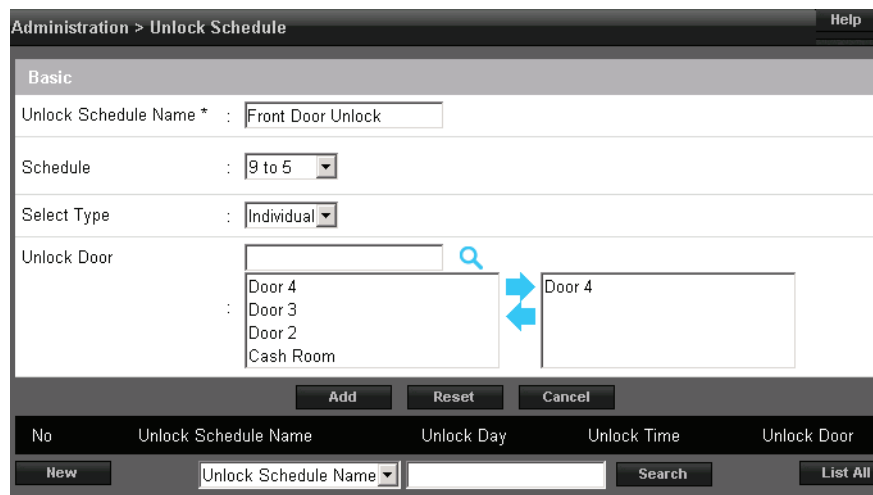 Administration > Unlock Schedule Help
Basic
Unlock Schedule Name * : Front Door Unlock
Schedule : 9 to 5
Select Type : Individual
Unlock Door :
Door 4 Door 4
Door 3
Door 2
Cash Room
Add Reset Cancel
No Unlock Schedule Name Unlock Day Unlock Time Unlock Door
New Unlock Schedule Name Search List All